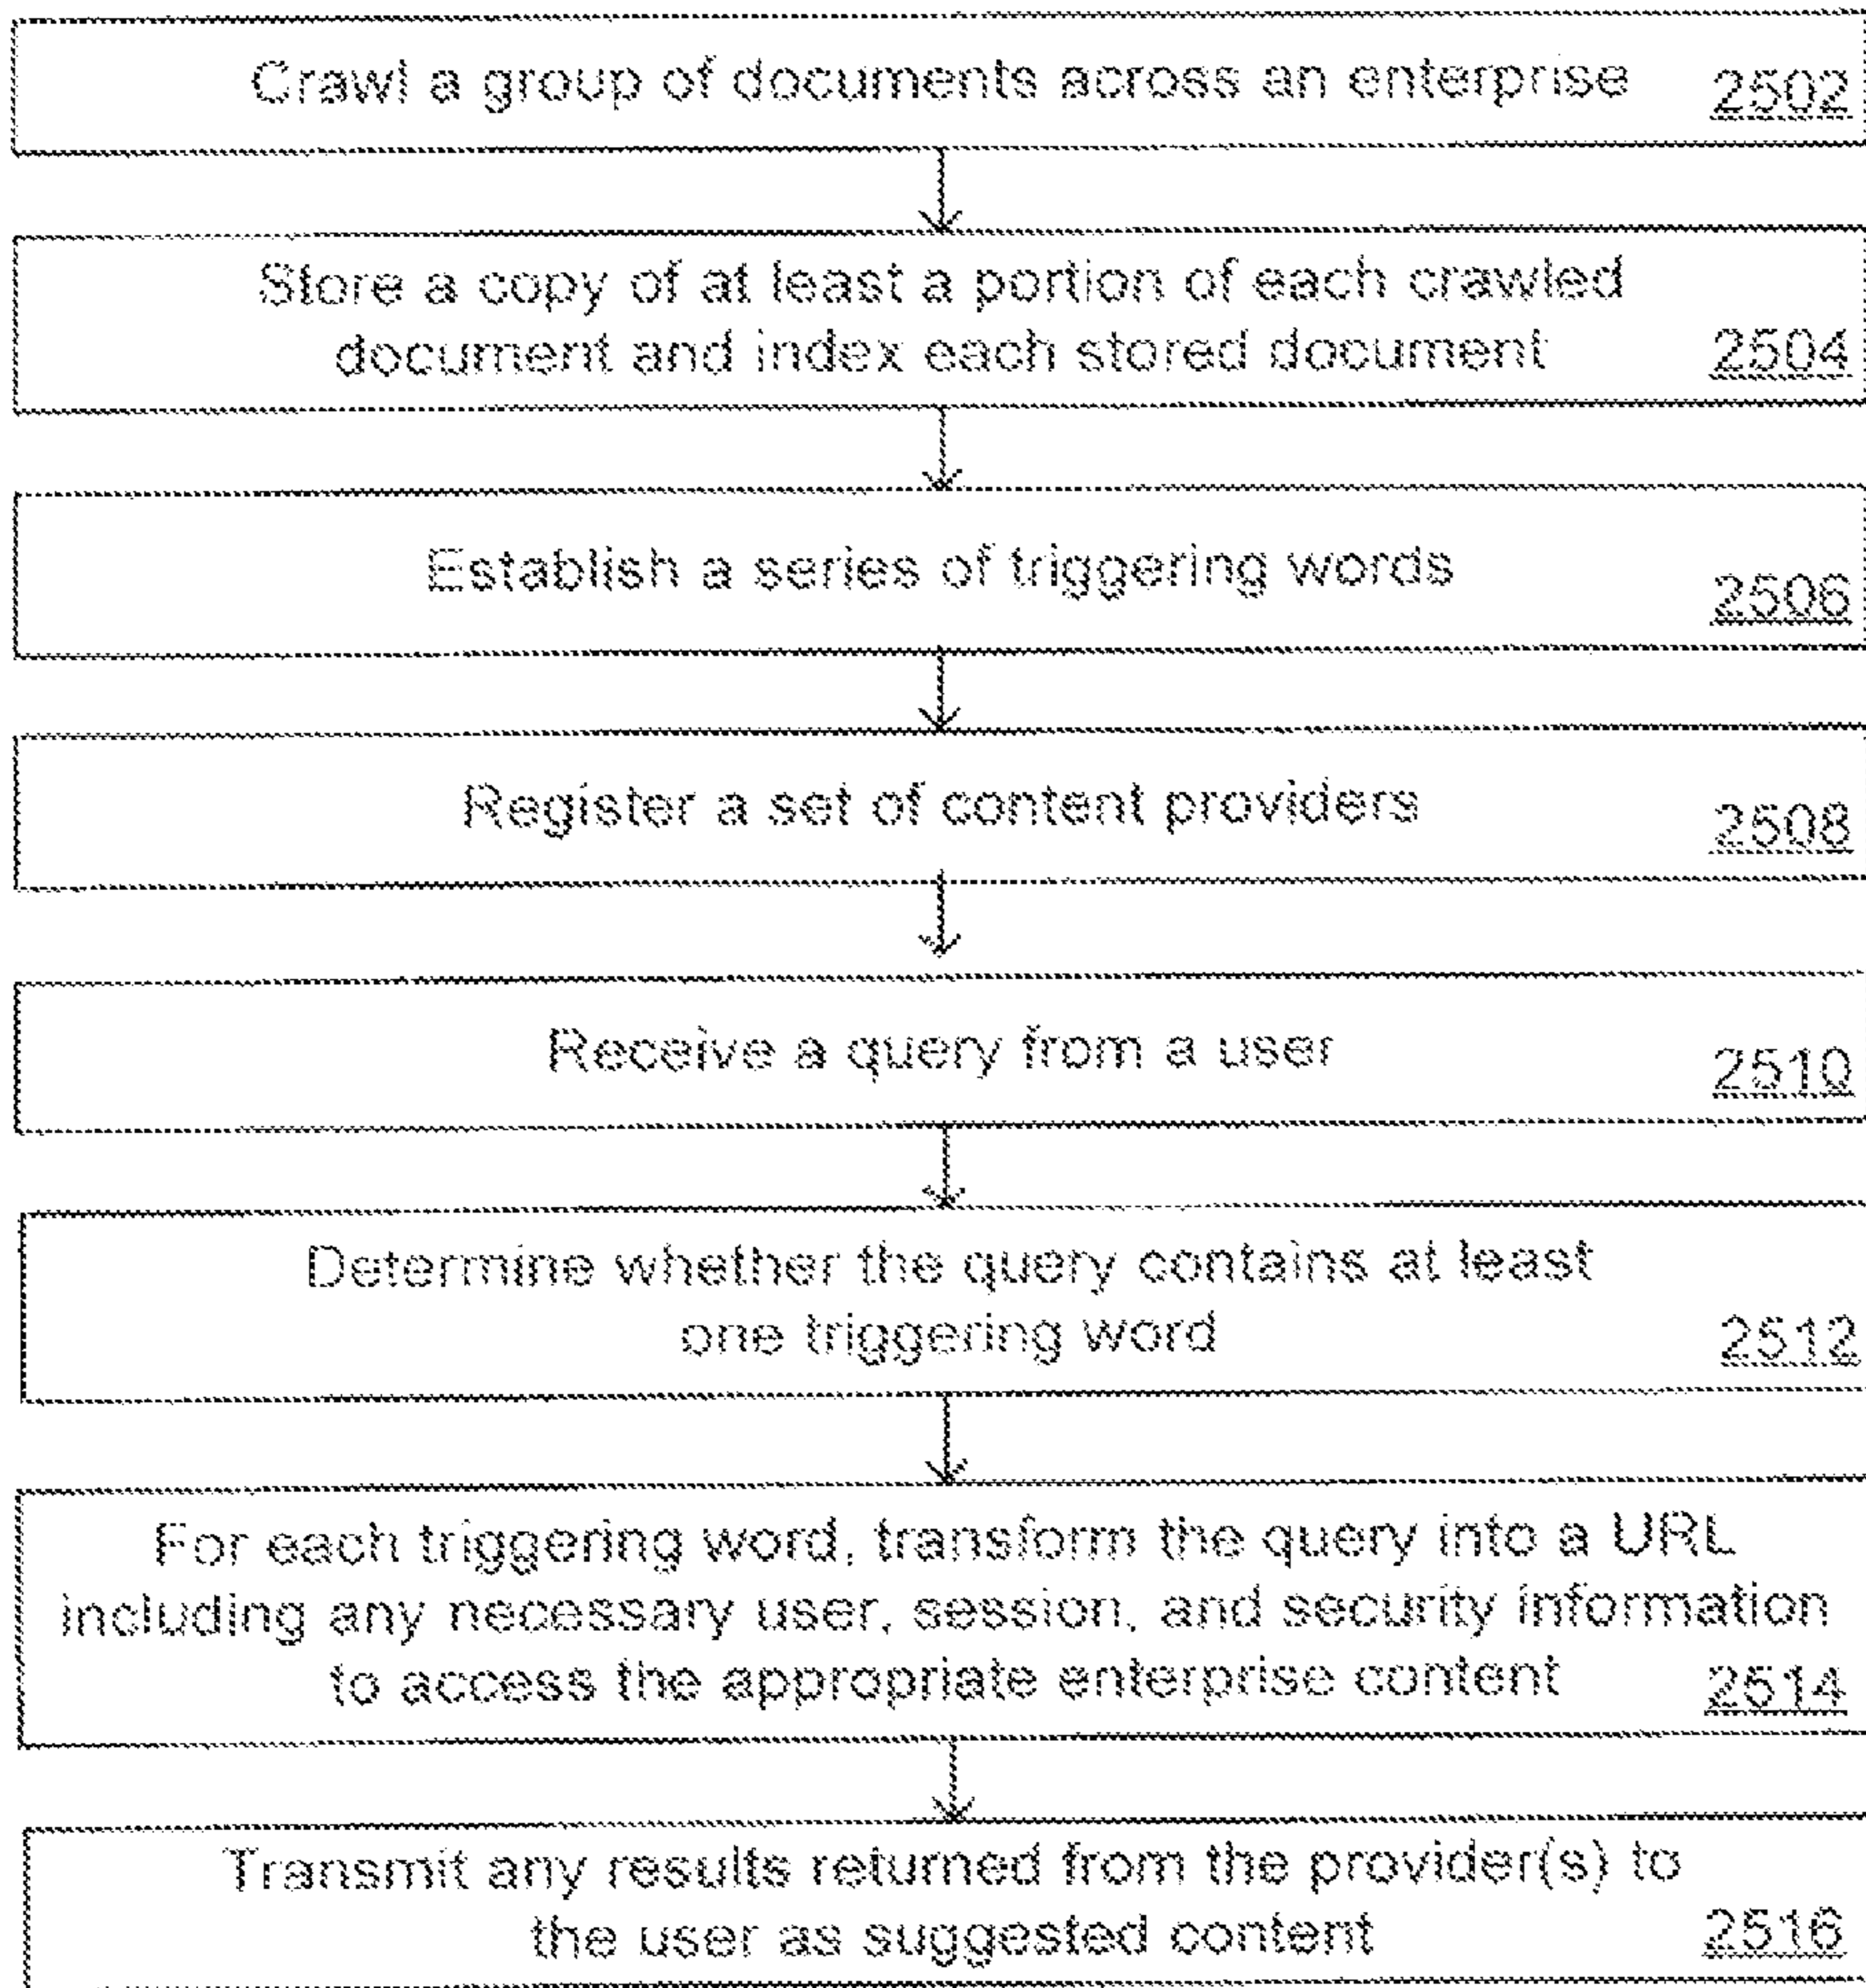 Crawl a group of documents across an enterprise 2502
Store a copy of at least a portion of each crawled
document and index each stored document 2504
Establish a series of triggering words 2506
Register a set of content providers 2508
Receive a query from a user 2510
Determine whether the query contains at least
one triggering word 2512
For each triggering word, transform the query into a URL
including any necessary user, session, and security information
to access the appropriate enterprise content 2514
Transmit any results returned from the provider(s) to
the user as suggested content 2516